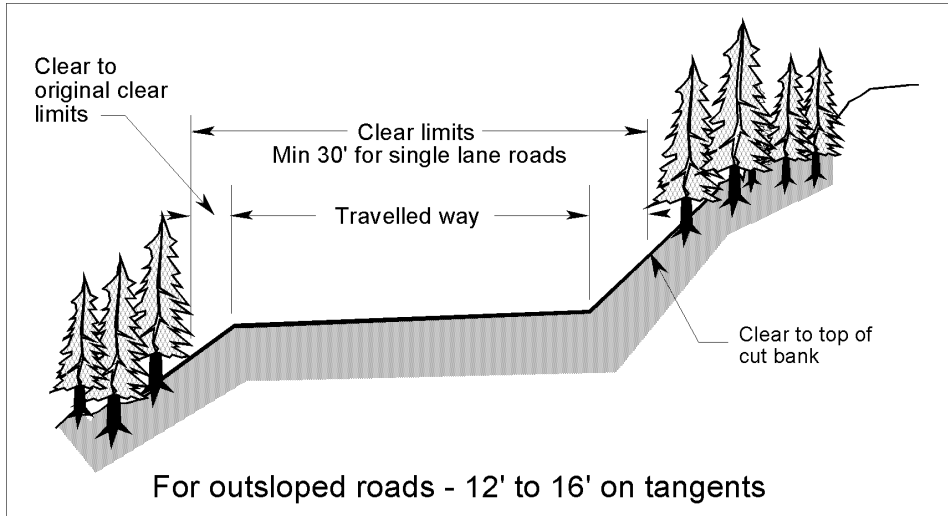 Clear to
original clear
limits
Clear limits
Min 30' for single lane roads
Travelled way
Clear to top of
cut bank
For outsloped roads - 12' to 16' on tangents